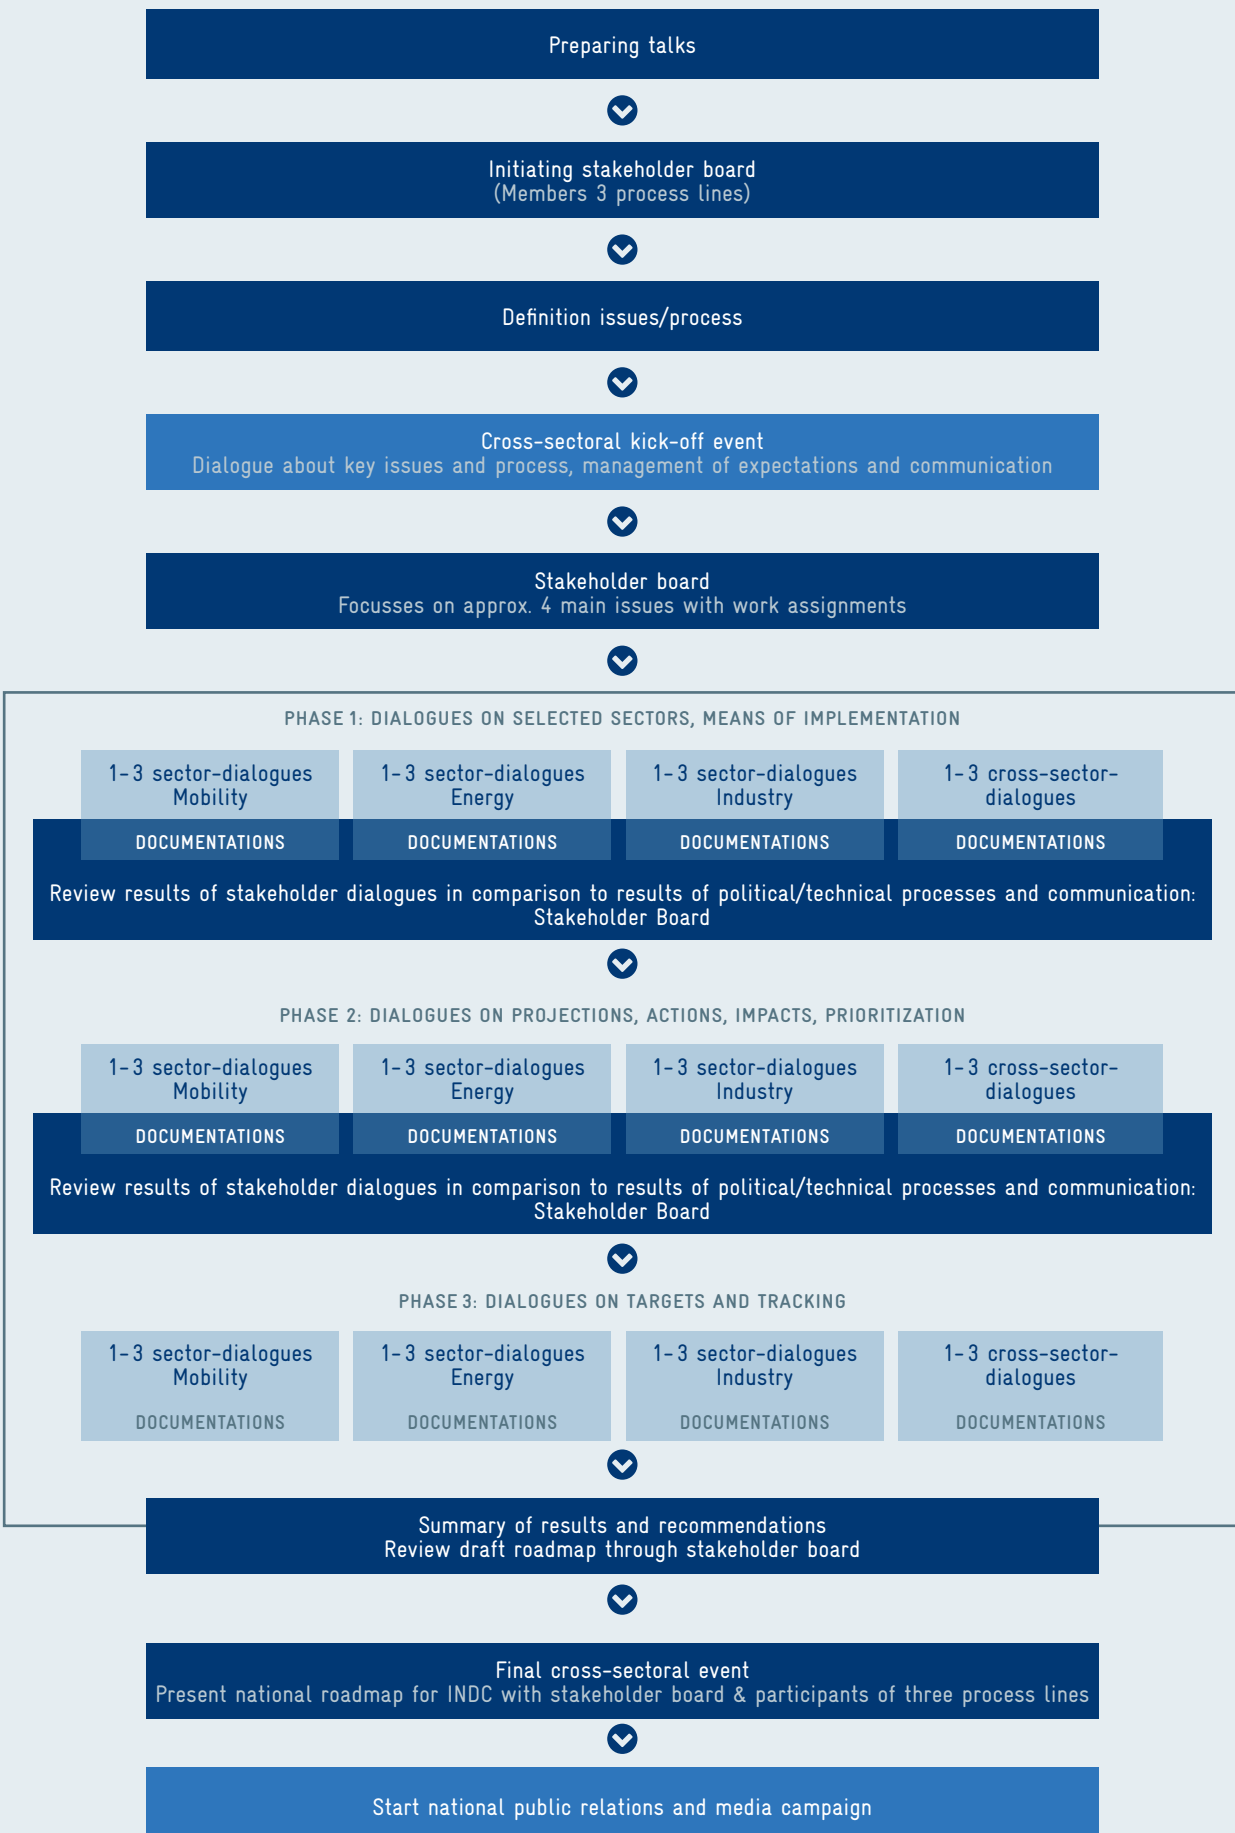 Preparing talks
Initiating stakeholder board
(Members 3 process lines)
Definition issues/process
Cross-sectoral kick-off event
Dialogue about key issues and process, management of expectations and communication
Stakeholder board
Focusses on approx. 4 main issues with work assignments
PHASE 1: DIALOGUES ON SELECTED SECTORS, MEANS OF IMPLEMENTATION
1-3 sector-dialogues
Mobility
DOCUMENTATIONS
1-3 sector-dialogues
Energy
DOCUMENTATIONS
1-3 sector-dialogues
Industry
DOCUMENTATIONS
1-3 cross-sector-
dialogues
DOCUMENTATIONS
Review results of stakeholder dialogues in comparison to results of political/technical processes and communication:
Stakeholder Board
PHASE 2: DIALOGUES ON PROJECTIONS, ACTIONS, IMPACTS, PRIORITIZATION
1-3 sector-dialogues
Mobility
DOCUMENTATIONS
1-3 sector-dialogues
Energy
DOCUMENTATIONS
1-3 sector-dialogues
Industry
DOCUMENTATIONS
1-3 cross-sector-
dialogues
DOCUMENTATIONS
Review results of stakeholder dialogues in comparison to results of political/technical processes and communication:
Stakeholder Board
PHASE 3: DIALOGUES ON TARGETS AND TRACKING
1-3 sector-dialogues
Mobility
DOCUMENTATIONS
1-3 sector-dialogues
Energy
DOCUMENTATIONS
1-3 sector-dialogues
Industry
DOCUMENTATIONS
1-3 cross-sector-
dialogues
DOCUMENTATIONS
Summary of results and recommendations
Review draft roadmap through stakeholder board
Final cross-sectoral event
Present national roadmap for INDC with stakeholder board & participants of three process lines
Start national public relations and media campaign